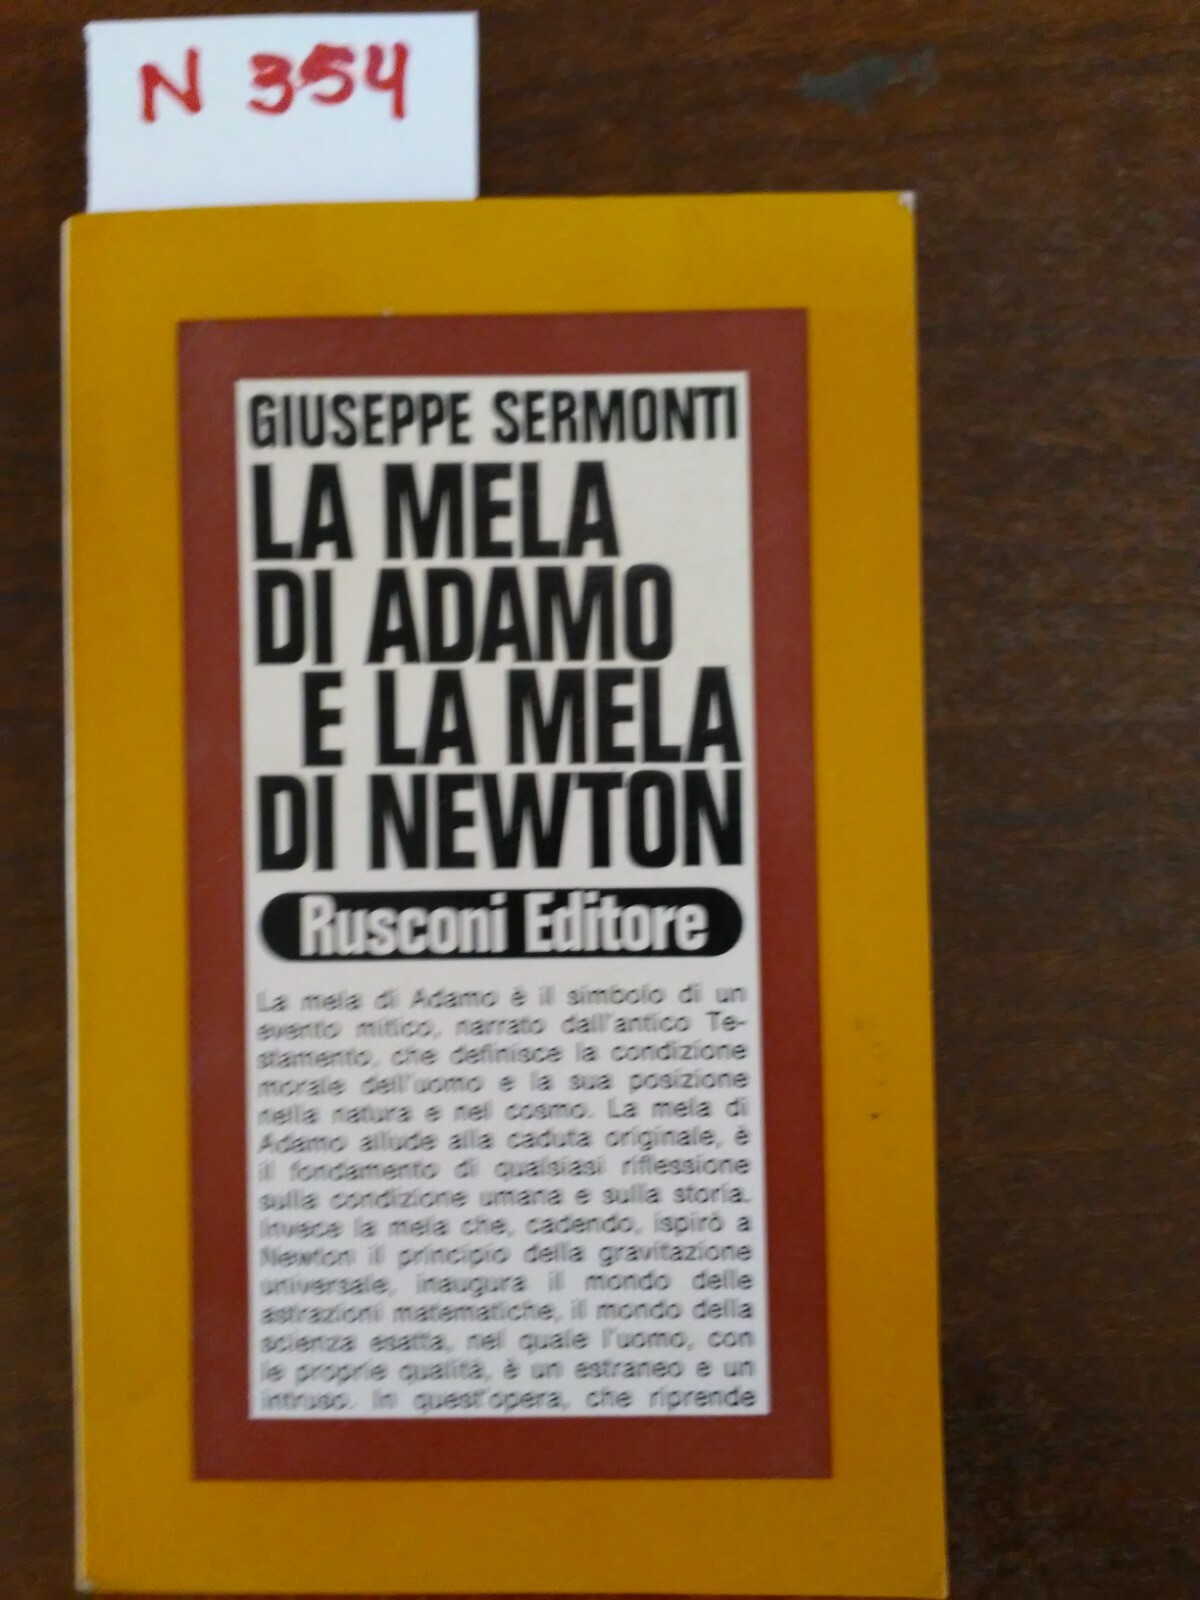 N 354
GIUSEPPE SERMONTI
LA MELA
DI ADAMO
E LA MELA
DI NEWTON
Rusconi Editore
La mela di Adamo è il simbolo di un
evento mitico, narrato dall'antico Te-
stamento, che definisce la condizione
morale dell'uomo e la sua posizione
nella natura e nel cosmo. La mela di
Adamo allude alla caduta originale, è
il fondamento di qualsiasi riflessione
sulla condizione umana e sulla storia.
Invece la mela che, cadendo, ispirò a
Newton il principio della gravitazione
universale, inaugura il mondo delle
astrazioni matematiche, il mondo della
scienza esatta, nel quale l'uomo, con
le proprie qualità, è un estraneo e un
intruso. In quest'opera, che riprende